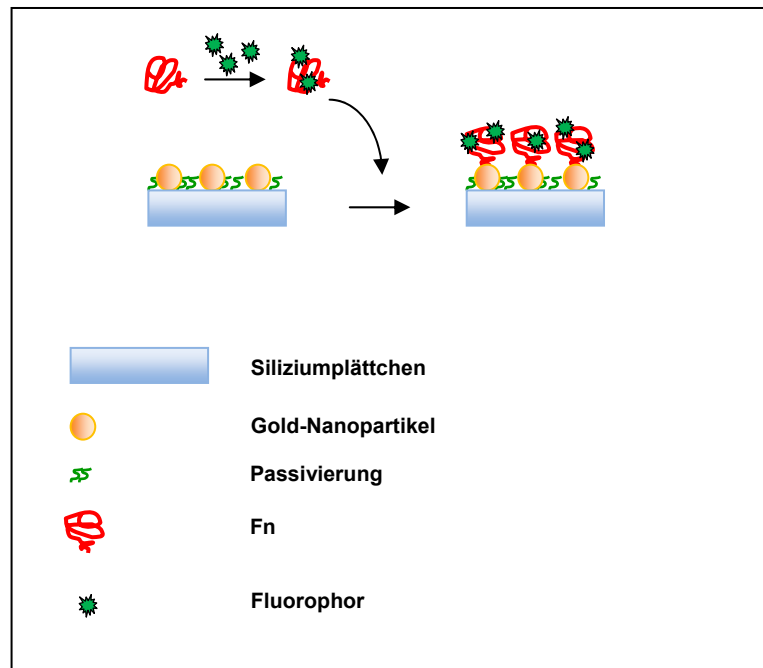 Siliziumplättchen
Gold-Nanopartikel
Passivierung
Fn
Fluorophor